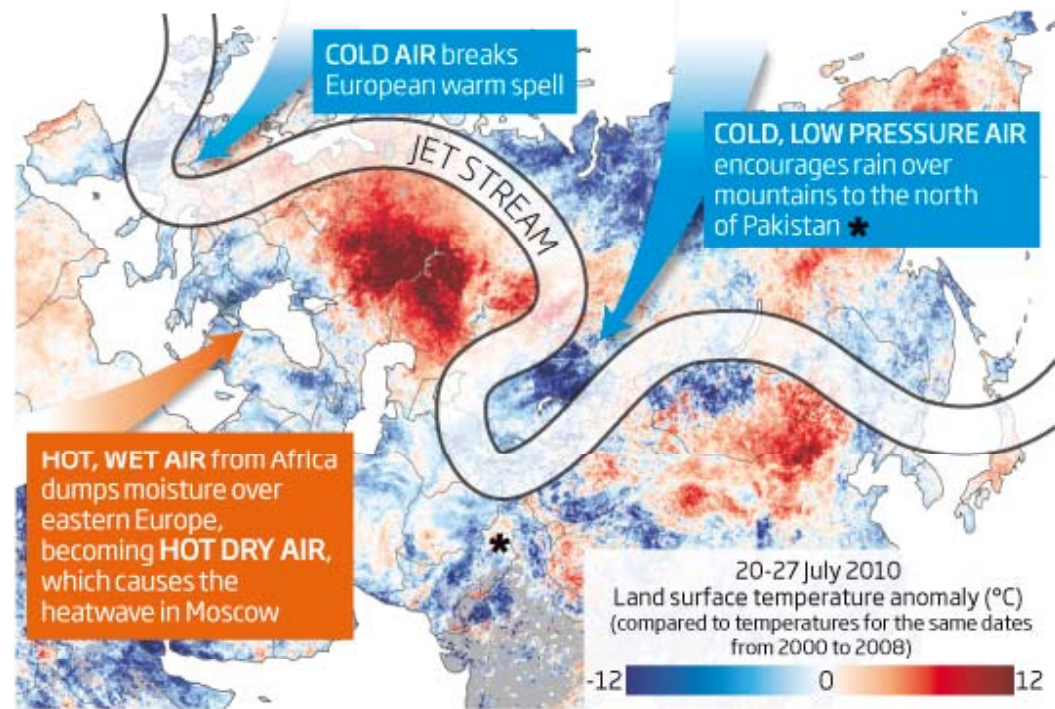 COLD AIR breaks
European warm spell
JET STREAM
COLD, LOW PRESSURE AIR
encourages rain over
mountains to the north
of Pakistan *
HOT, WET AIR from Africa
dumps moisture over
eastern Europe,
becoming HOT DRY AIR,
which causes the
heatwave in Moscow
*
20-27 July 2010
Land surface temperature anomaly (°C)
(compared to temperatures for the same dates
from 2000 to 2008)
-12 0 12